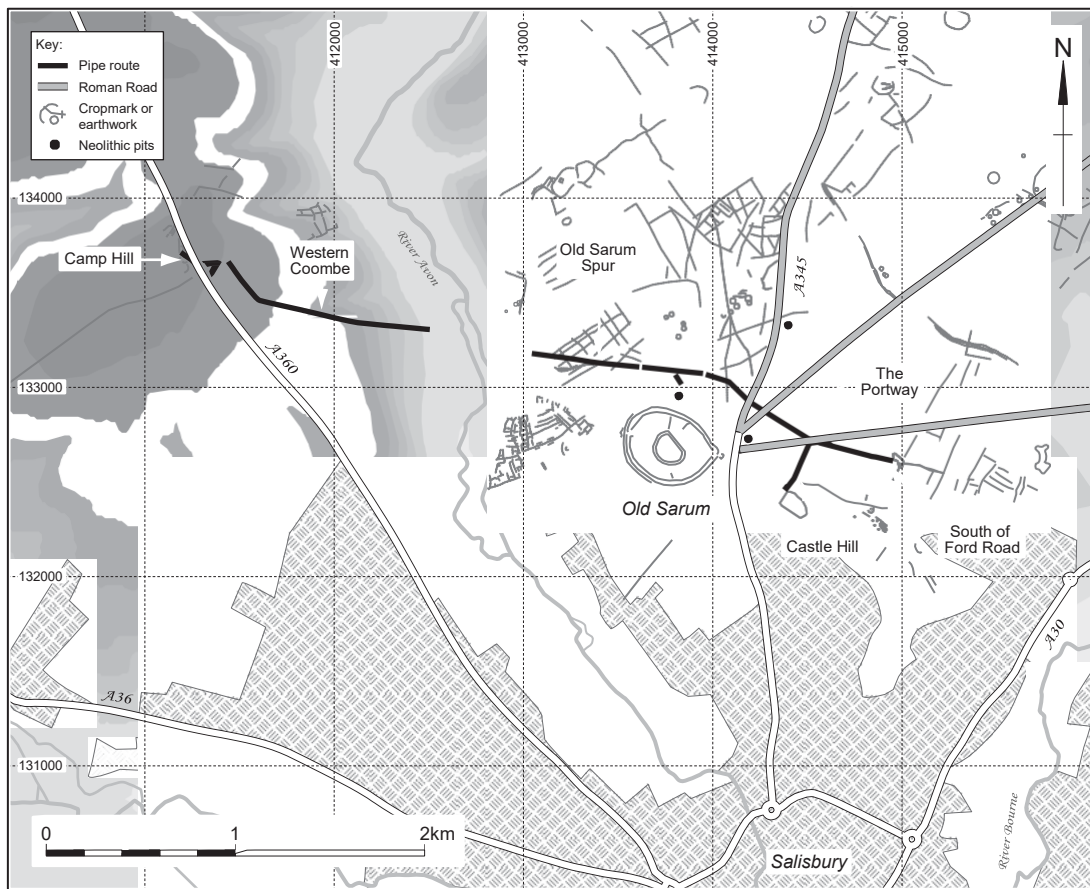 Key:
Pipe route
Roman Road
Cropmark or
earthwork
Neolithic pits
412000
413000
414000
415000
N
134000
133000
132000
131000
Camp Hill
Western
Coombe
River Avon
Old Sarum
Spur
A345
A360
The
Portway
Old Sarum
Castle Hill
South of
Ford Road
A30
A36
River Bourne
Salisbury
0
1
2km